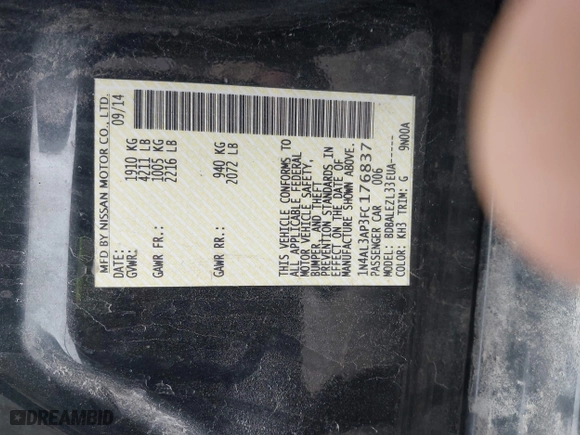 MFD BY NISSAN MOTOR CO., LTD.
DATE: 09/14
GVWR: 1910 KG
4211 LB
GAWR FR.: 1005 KG
2216 LB
GAWR RR.: 940 KG
2072 LB
THIS VEHICLE CONFORMS TO
ALL APPLICABLE FEDERAL
MOTOR VEHICLE SAFETY,
BUMPER, AND THEFT
PREVENTION STANDARDS IN
EFFECT ON THE DATE OF
MANUFACTURE SHOWN ABOVE.
1N4AL3AP3FC176837
PASSENGER CAR 006
MODEL: BDBALEZL33EUA-----
COLOR: KH3 TRIM: G 9N00A
DREAMBID